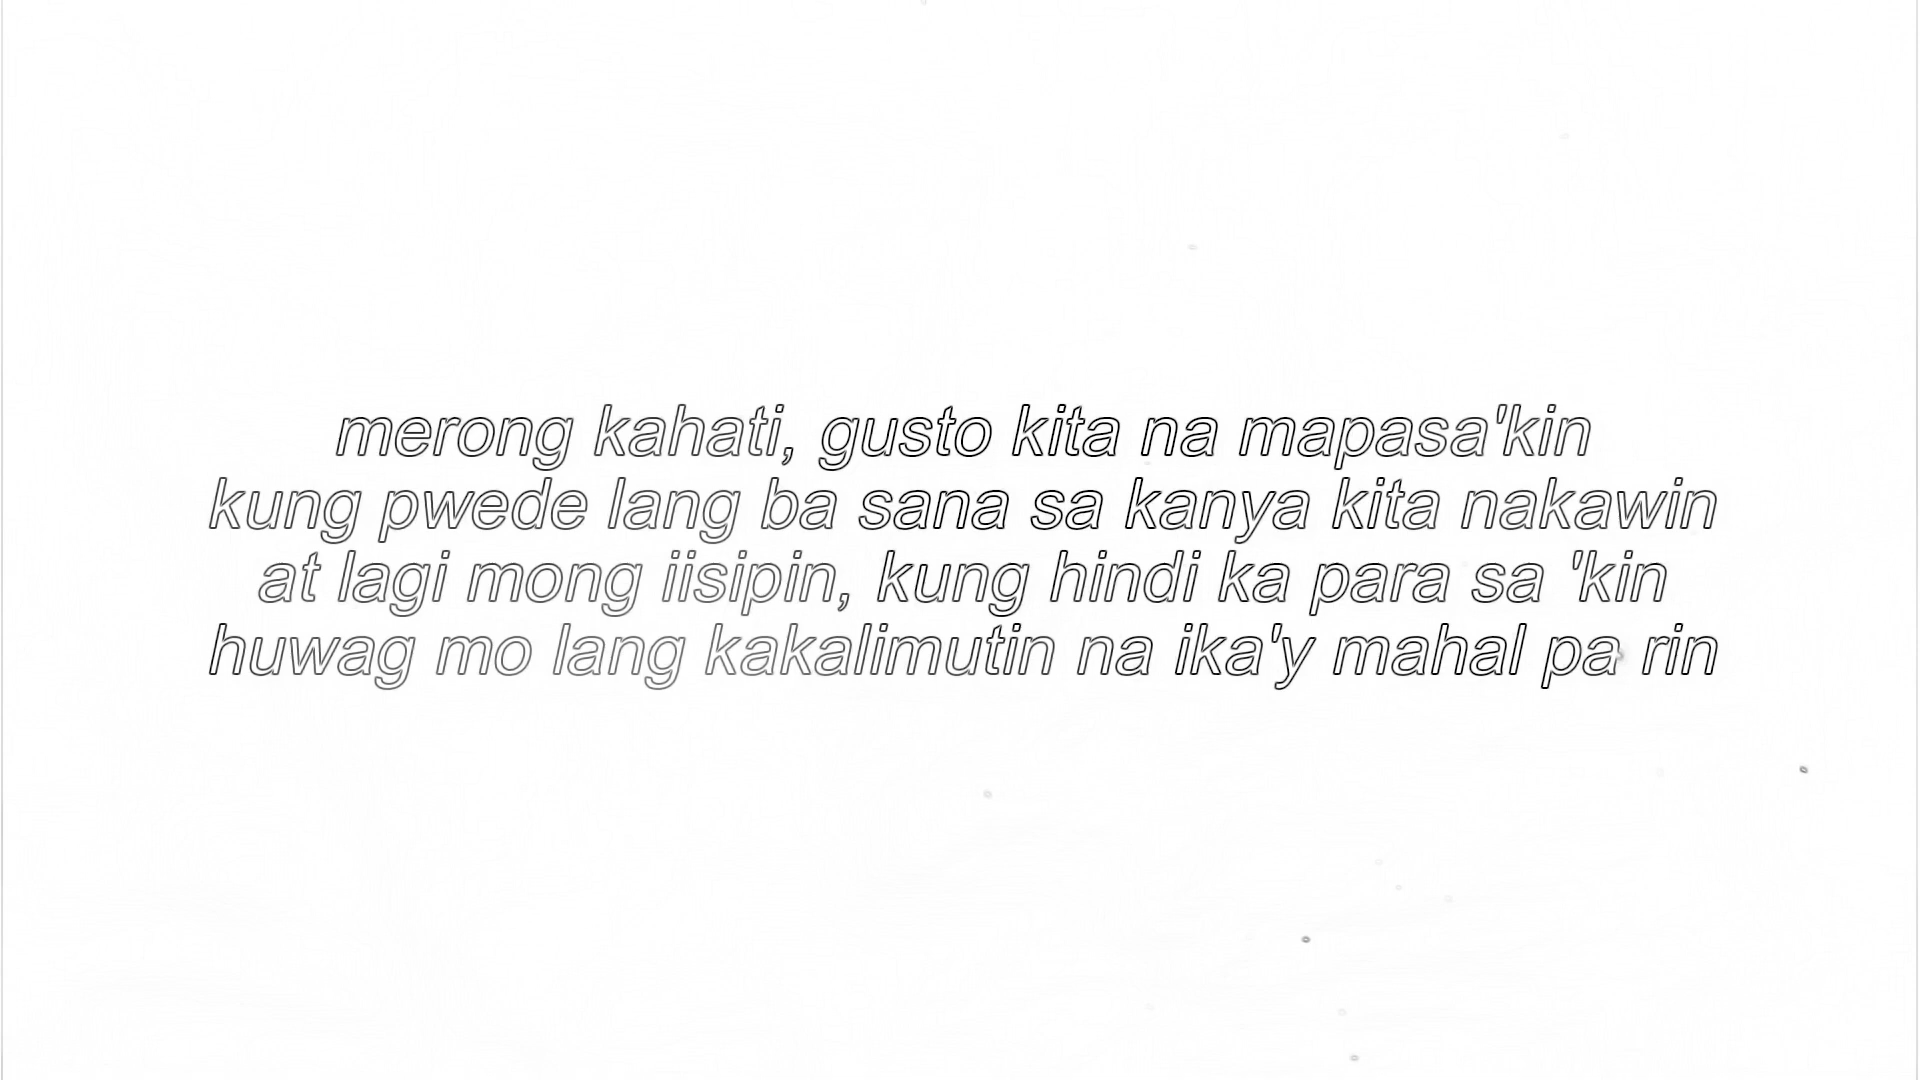 merong kahati, gusto kita na mapasa'kin
kung pwede lang ba sana sa kanya kita nakawin
at lagi mong iisipin, kung hindi ka para sa 'kin
huwag mo lang kakalimutin na ika'y mahal pa rin